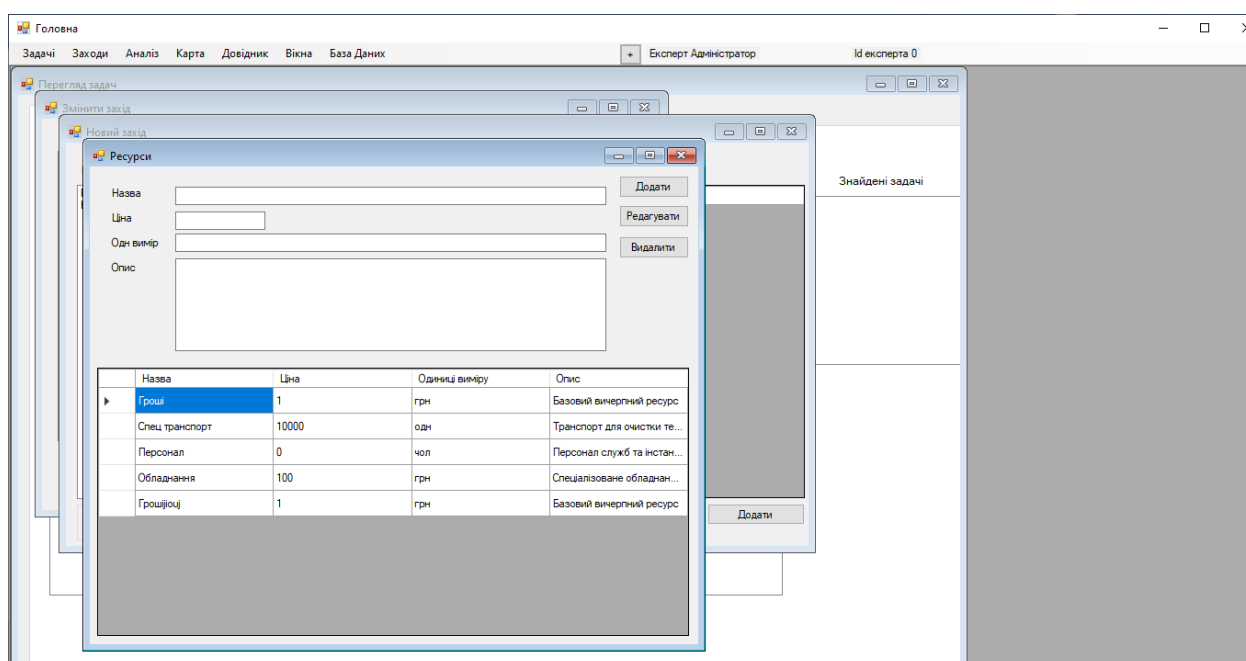 Головна
Задачі Заходи Аналіз Карта Довідник Вікна База Даних + Експерт Адміністратор Id експерта 0
Перегляд задач
Змінити захід
Новий захід
Ресурси
Знайдені задачі
Назва Додати
Ціна Редагувати
Одн вимір Видалити
Опис
Назва Ціна Одиниці виміру Опис
Гроші 1 грн Базовий вичерпний ресурс
Спец транспорт 10000 одн Транспорт для очистки те...
Персонал 0 чол Персонал служб та інстан...
Обладнання 100 грн Спеціалізоване обладнан...
Грошійоіцj 1 грн Базовий вичерпний ресурс
Додати